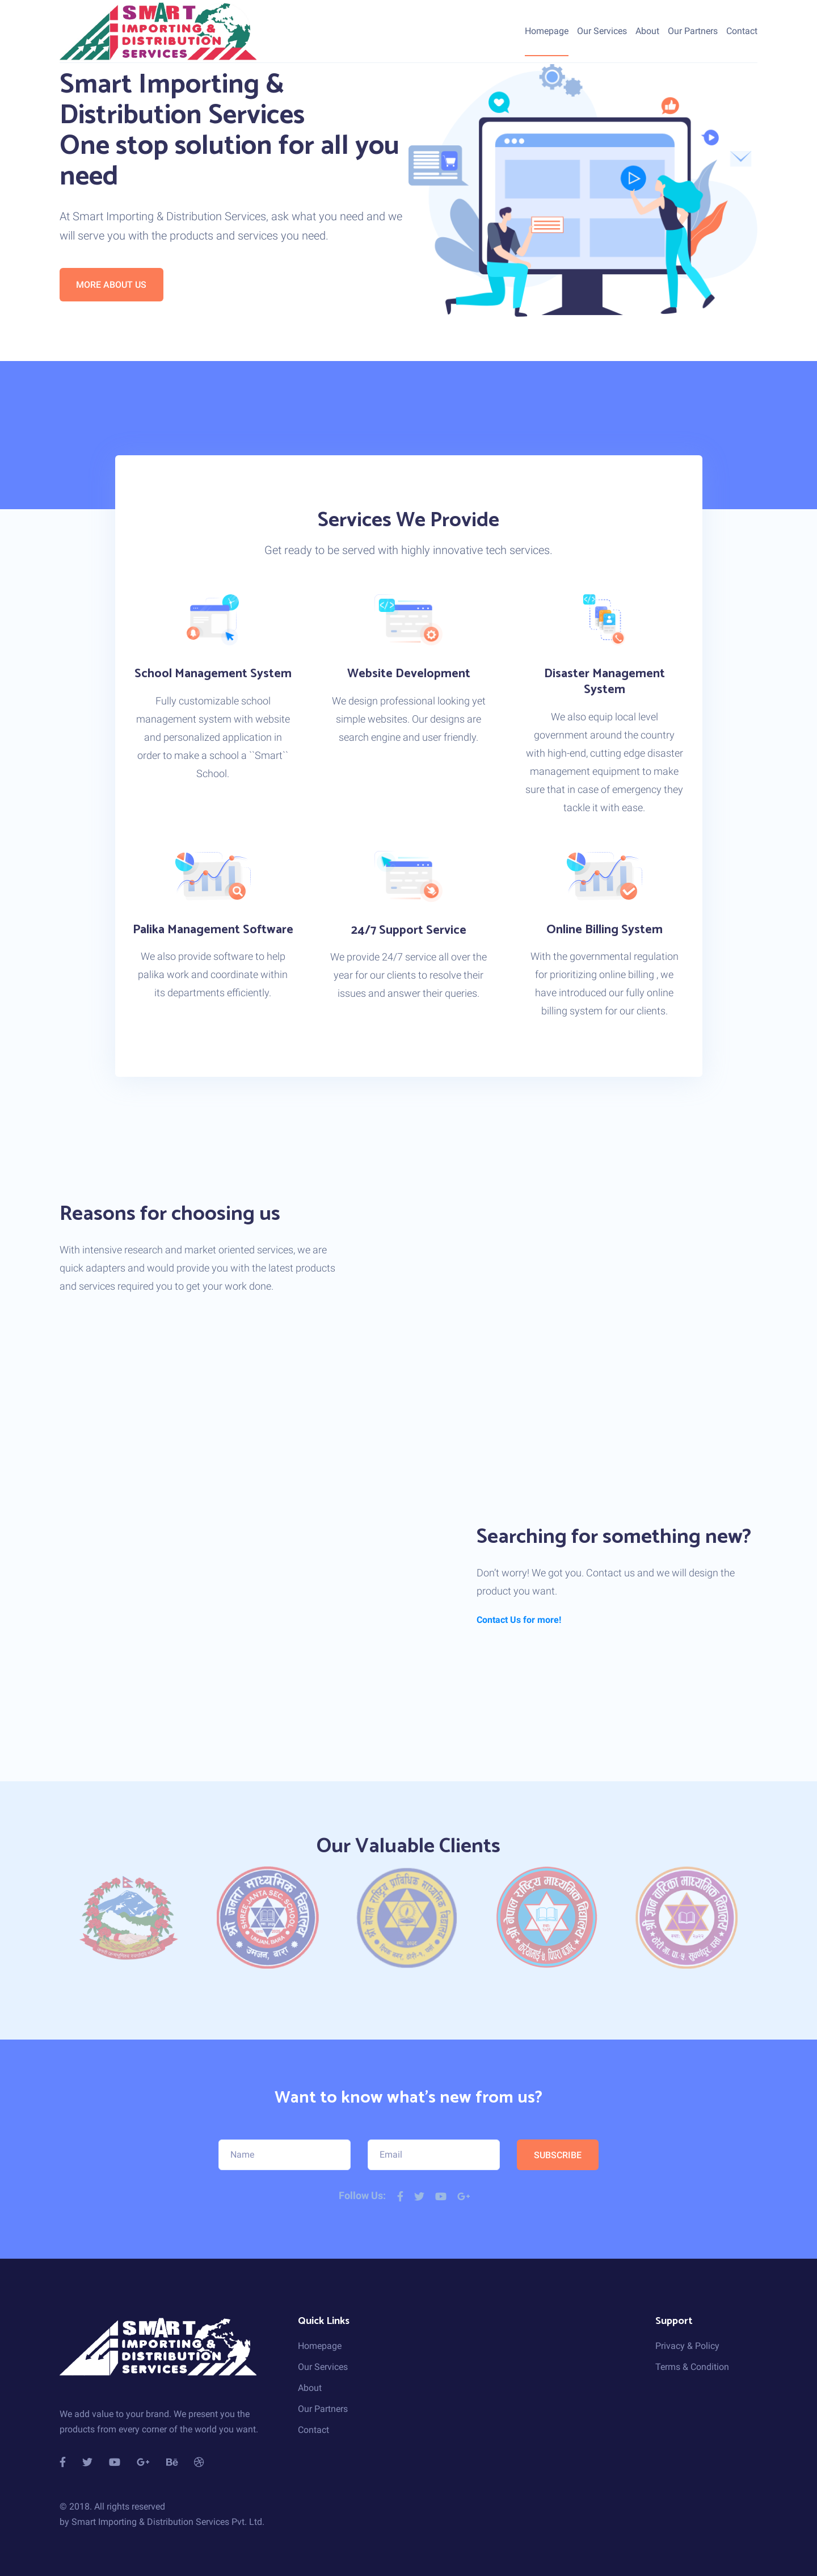 SMART
IMPORTING &
DISTRIBUTION
SERVICES
Homepage Our Services About Our Partners Contact
Smart Importing &
Distribution Services
One stop solution for all you
need
At Smart Importing & Distribution Services, ask what you need and we
will serve you with the products and services you need.
MORE ABOUT US
Services We Provide
Get ready to be served with highly innovative tech services.
School Management System
Fully customizable school
management system with website
and personalized application in
order to make a school a ``Smart``
School.
Website Development
We design professional looking yet
simple websites. Our designs are
search engine and user friendly.
Disaster Management
System
We also equip local level
government around the country
with high-end, cutting edge disaster
management equipment to make
sure that in case of emergency they
tackle it with ease.
Palika Management Software
We also provide software to help
palika work and coordinate within
its departments efficiently.
24/7 Support Service
We provide 24/7 service all over the
year for our clients to resolve their
issues and answer their queries.
Online Billing System
With the governmental regulation
for prioritizing online billing , we
have introduced our fully online
billing system for our clients.
Reasons for choosing us
With intensive research and market oriented services, we are
quick adapters and would provide you with the latest products
and services required you to get your work done.
Searching for something new?
Don't worry! We got you. Contact us and we will design the
product you want.
Contact Us for more!
Our Valuable Clients
श्री जनता माध्यमिक विद्यालय
SHREE JANTA SEC. SCHOOL
UMJAN, BARA
उमजन, बारा
Want to know what's new from us?
Name
Email
SUBSCRIBE
Follow Us:
SMART
IMPORTING &
DISTRIBUTION
SERVICES
We add value to your brand. We present you the
products from every corner of the world you want.
© 2018. All rights reserved
by Smart Importing & Distribution Services Pvt. Ltd.
Quick Links
Homepage
Our Services
About
Our Partners
Contact
Support
Privacy & Policy
Terms & Condition